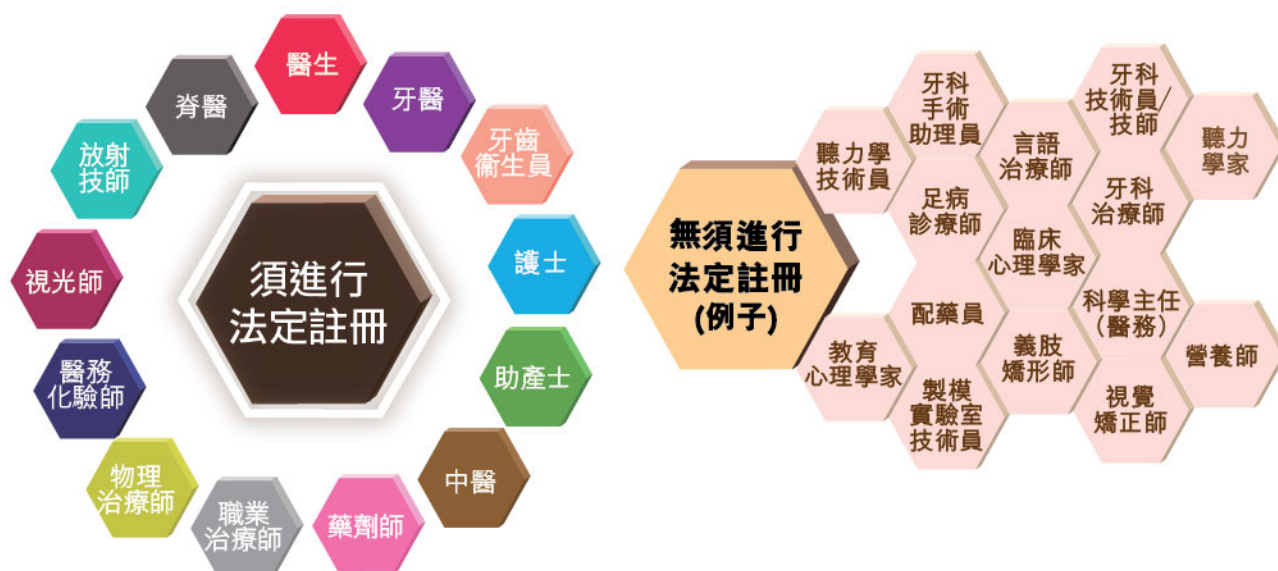 須進行
法定註冊
醫生
牙醫
牙齒
衞生員
護士
助產士
中醫
藥劑師
職業
治療師
物理
治療師
醫務
化驗師
視光師
放射
技師
脊醫
無須進行
法定註冊
(例子)
聽力學
技術員
牙科
手術
助理員
言語
治療師
牙科
技術員/
技師
聽力
學家
足病
診療師
臨床
心理學家
牙科
治療師
配藥員
科學主任
（醫務）
教育
心理學家
製模
實驗室
技術員
義肢
矯形師
視覺
矯正師
營養師